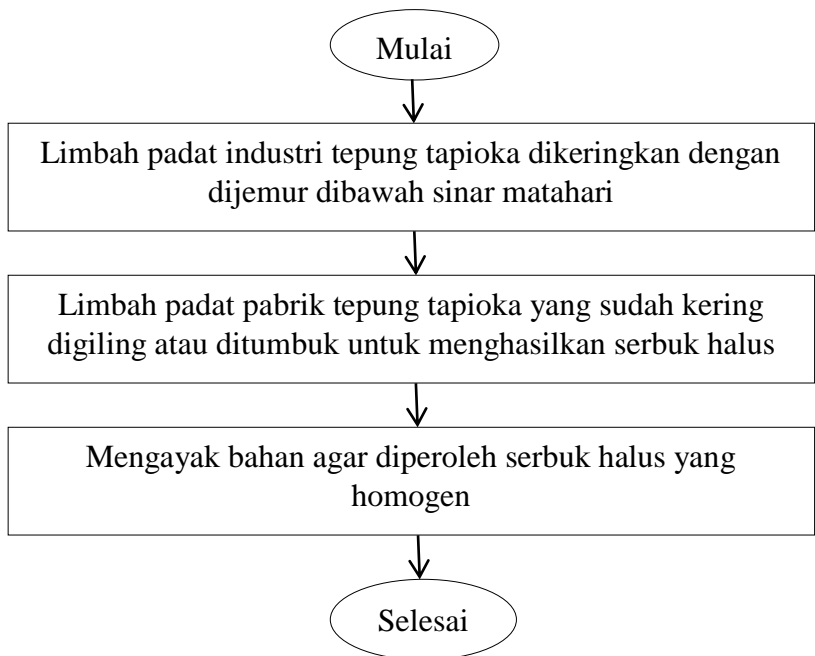 Mulai
Limbah padat industri tepung tapioka dikeringkan dengan
dijemur dibawah sinar matahari
Limbah padat pabrik tepung tapioka yang sudah kering
digiling atau ditumbuk untuk menghasilkan serbuk halus
Mengayak bahan agar diperoleh serbuk halus yang
homogen
Selesai